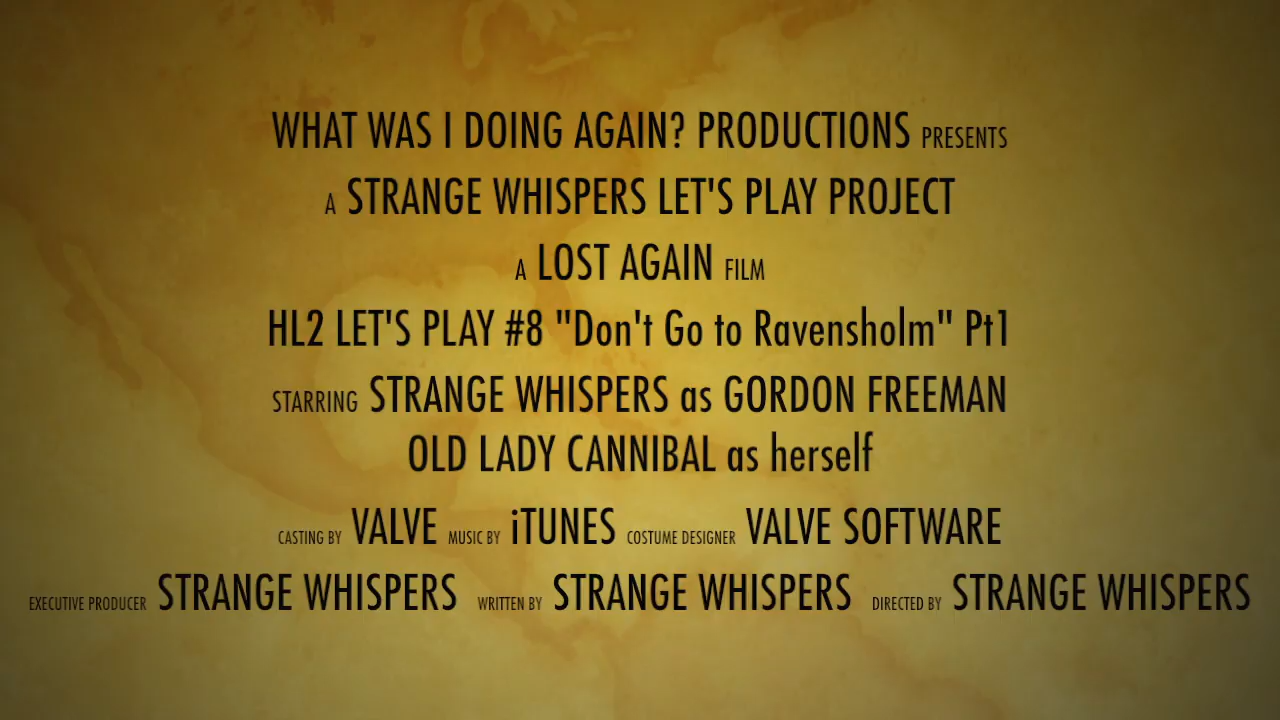 WHAT WAS I DOING AGAIN? PRODUCTIONS PRESENTS
A STRANGE WHISPERS LET'S PLAY PROJECT
A LOST AGAIN FILM
HL2 LET'S PLAY #8 "Don't Go to Ravensholm" Pt1
STARRING STRANGE WHISPERS as GORDON FREEMAN
OLD LADY CANNIBAL as herself
CASTING BY VALVE MUSIC BY iTUNES COSTUME DESIGNER VALVE SOFTWARE
EXECUTIVE PRODUCER STRANGE WHISPERS WRITTEN BY STRANGE WHISPERS DIRECTED BY STRANGE WHISPERS